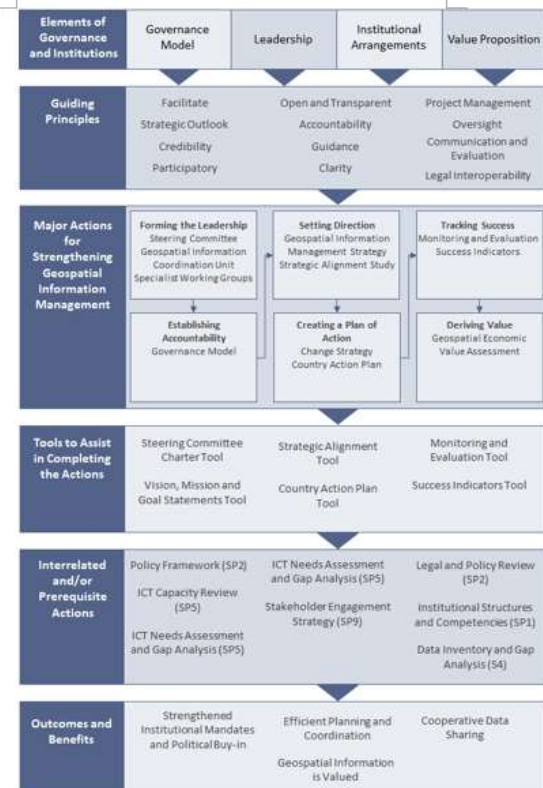 Elements of
Governance
and Institutions
Governance
Model
Leadership
Institutional
Arrangements
Value Proposition
Guiding
Principles
Facilitate
Strategic Outlook
Credibility
Participatory
Open and Transparent
Accountability
Guidance
Clarity
Project Management
Oversight
Communication and
Evaluation
Legal Interoperability
Major Actions
for
Strengthening
Geospatial
Information
Management
Forming the Leadership
Steering Committee
Geospatial Information
Coordination Unit
Specialist Working Groups
Establishing
Accountability
Governance Model
Setting Direction
Geospatial Information
Management Strategy
Strategic Alignment Study
Creating a Plan of
Action
Change Strategy
Country Action Plan
Tracking Success
Monitoring and Evaluation
Success Indicators
Deriving Value
Geospatial Economic
Value Assessment
Tools to Assist
in Completing
the Actions
Steering Committee
Charter Tool
Vision, Mission and
Goal Statements Tool
Strategic Alignment
Tool
Country Action Plan
Tool
Monitoring and
Evaluation Tool
Success Indicators Tool
Interrelated
and/or
Prerequisite
Actions
Policy Framework (SP2)
ICT Capacity Review
(SP5)
ICT Needs Assessment
and Gap Analysis (SP5)
ICT Needs Assessment
and Gap Analysis (SP5)
Stakeholder Engagement
Strategy (SP9)
Legal and Policy Review
(SP2)
Institutional Structures
and Competencies (SP1)
Data Inventory and Gap
Analysis (S4)
Outcomes and
Benefits
Strengthened
Institutional Mandates
and Political Buy-in
Efficient Planning and
Coordination
Geospatial Information
is Valued
Cooperative Data
Sharing